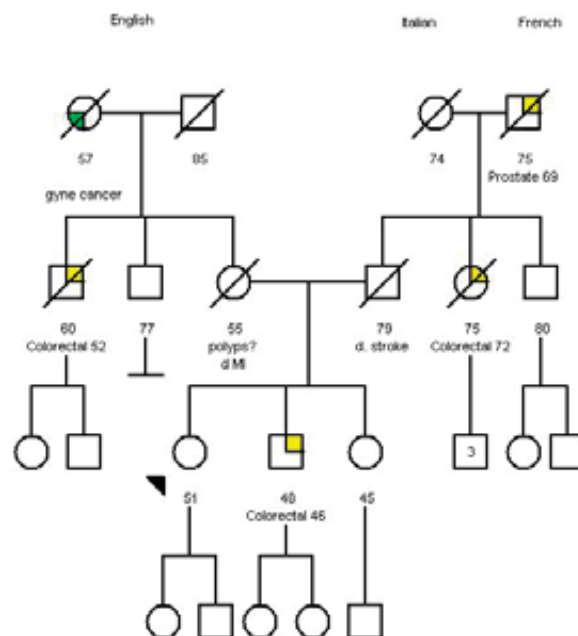 English Italian French
57 85 74 75
Prostate 69
gyne cancer
60 77 55 79 75 80
Colorectal 52 polyps? d. stroke Colorectal 72
d MI
3
51 48 45
Colorectal 46